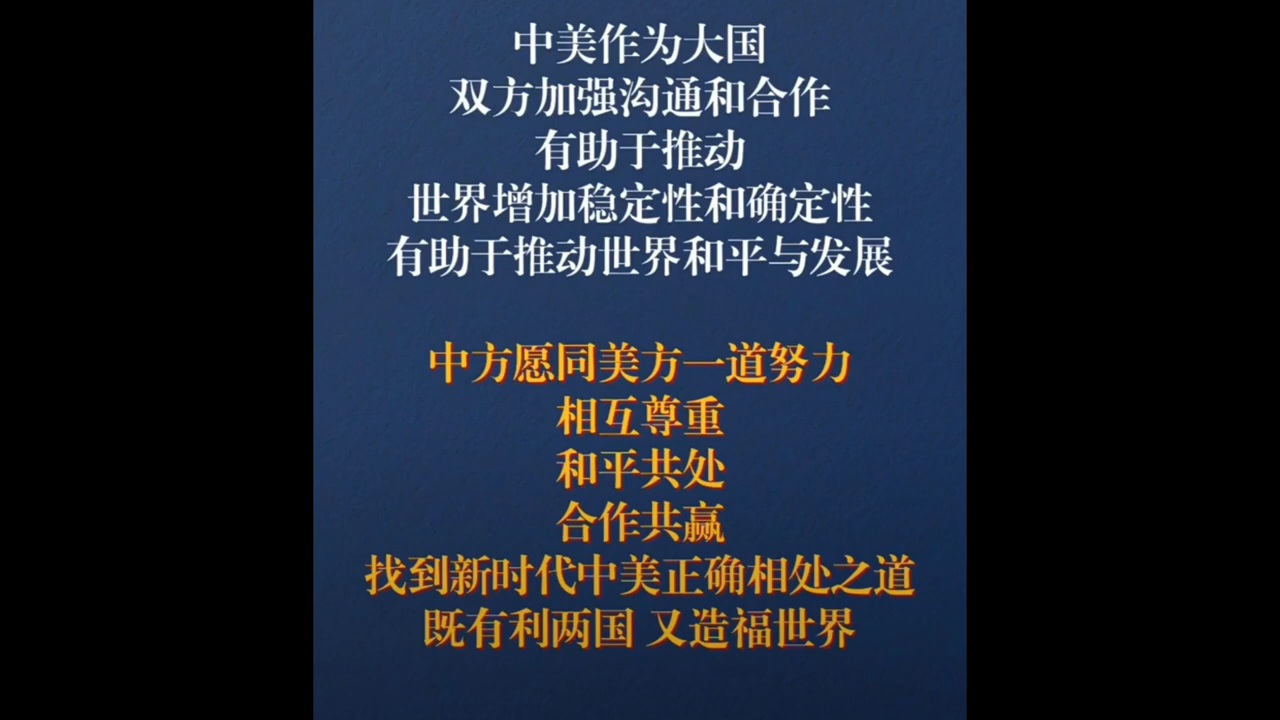 中美作为大国
双方加强沟通和合作
有助于推动
世界增加稳定性和确定性
有助于推动世界和平与发展
中方愿同美方一道努力
相互尊重
和平共处
合作共赢
找到新时代中美正确相处之道
既有利两国 又造福世界